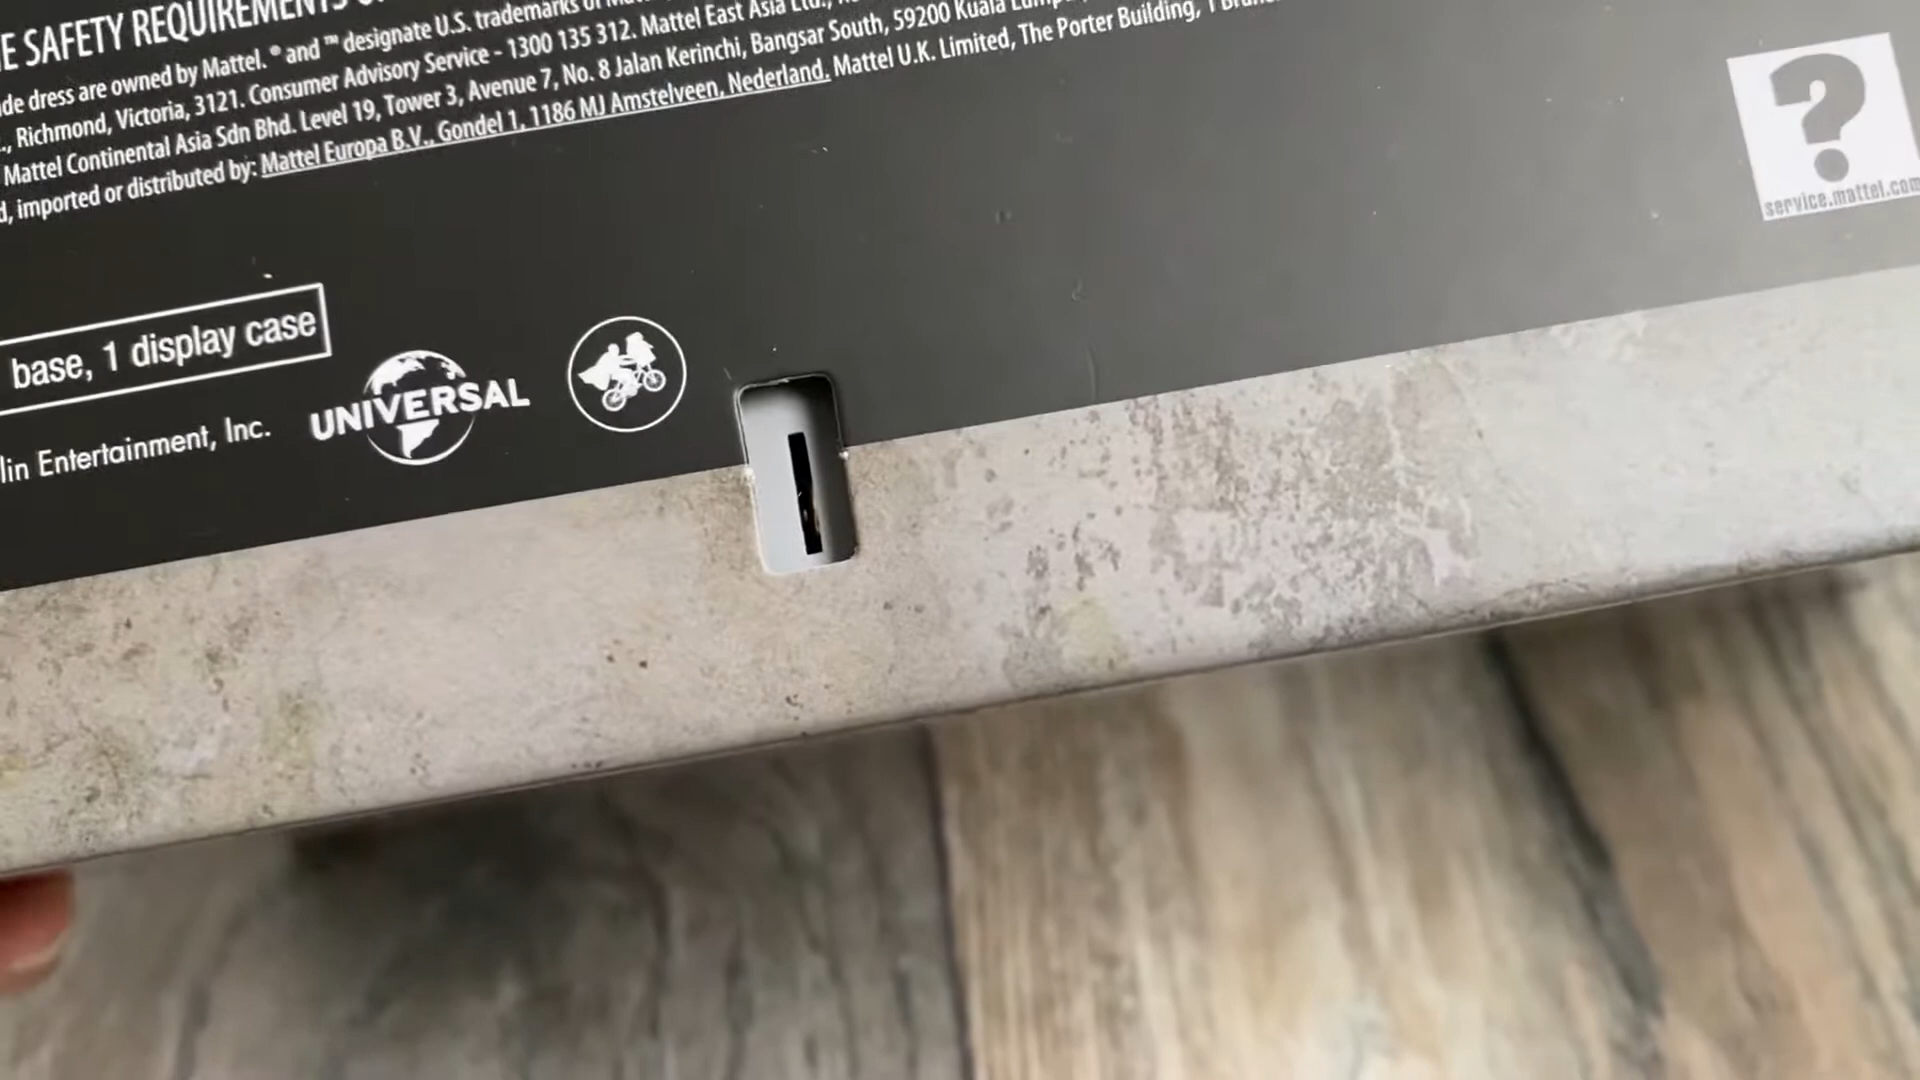 E SAFETY REQUIREMENTS
de dress are owned by Mattel. ® and ™ designate U.S. trademarks of
., Richmond, Victoria, 3121. Consumer Advisory Service - 1300 135 312. Mattel East Asia Ltd.,
Mattel Continental Asia Sdn Bhd. Level 19, Tower 3, Avenue 7, No. 8 Jalan Kerinchi, Bangsar South, 59200 Kuala
d, imported or distributed by: Mattel Europa B.V., Gondel 1, 1186 MJ Amstelveen, Nederland. Mattel U.K. Limited, The Porter Building, 1
?
service.mattel.com
base, 1 display case
lin Entertainment, Inc.
UNIVERSAL